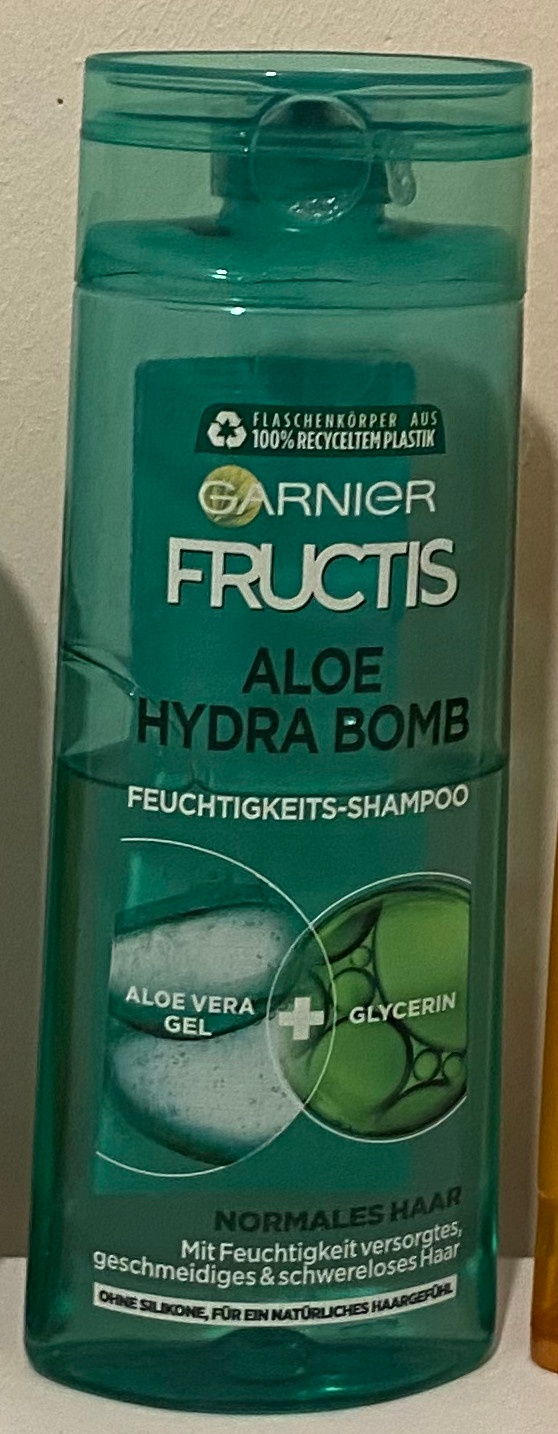 FLASCHENKÖRPER AUS
100% RECYCELTEM PLASTIK
GARNIER
FRUCTIS
ALOE
HYDRA BOMB
FEUCHTIGKEITS-SHAMPOO
ALOE VERA
GEL
+
GLYCERIN
NORMALES HAAR
Mit Feuchtigkeit versorgtes,
geschmeidiges & schwereloses Haar
OHNE SILIKONE, FÜR EIN NATÜRLICHES HAARGEFÜHL